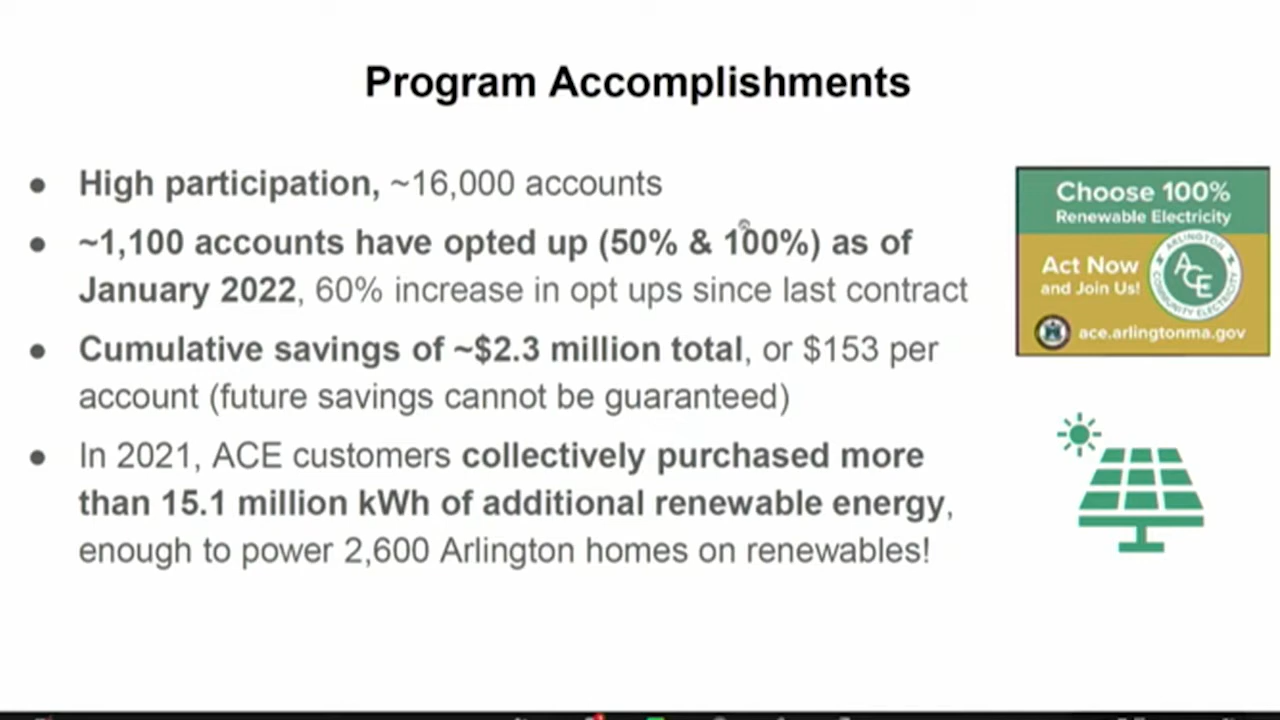 Program Accomplishments
● High participation, ~16,000 accounts
● ~1,100 accounts have opted up (50% & 100%) as of
January 2022, 60% increase in opt ups since last contract
● Cumulative savings of ~$2.3 million total, or $153 per
account (future savings cannot be guaranteed)
● In 2021, ACE customers collectively purchased more
than 15.1 million kWh of additional renewable energy,
enough to power 2,600 Arlington homes on renewables!
Choose 100%
Renewable Electricity
Act Now
and Join Us!
ARLINGTON
ACE
COMMUNITY ELECTRICITY
ace.arlingtonma.gov